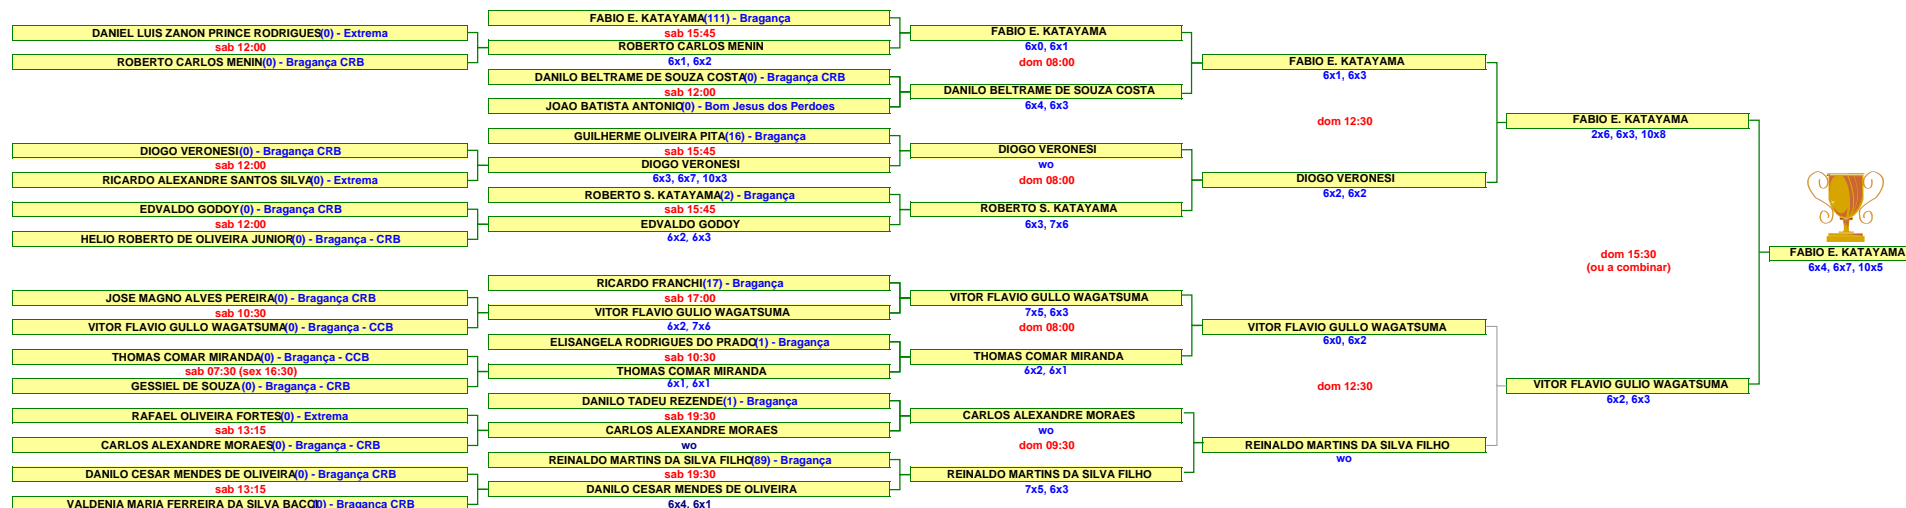 DANIEL LUIS ZANON PRINCE RODRIGUES(0) - Extrema
sab 12:00
ROBERTO CARLOS MENIN(0) - Bragança CRB
DIOGO VERONESI(0) - Bragança CRB
sab 12:00
RICARDO ALEXANDRE SANTOS SILVA(0) - Extrema
EDVALDO GODOY(0) - Bragança CRB
sab 12:00
HELIO ROBERTO DE OLIVEIRA JUNIOR(0) - Bragança - CRB
JOSE MAGNO ALVES PEREIRA(0) - Bragança CRB
sab 10:30
VITOR FLAVIO GULLO WAGATSUMA(0) - Bragança - CCB
THOMAS COMAR MIRANDA(0) - Bragança - CCB
sab 07:30 (sex 16:30)
GESSIEL DE SOUZA(0) - Bragança - CRB
RAFAEL OLIVEIRA FORTES(0) - Extrema
sab 13:15
CARLOS ALEXANDRE MORAES(0) - Bragança - CRB
DANILO CESAR MENDES DE OLIVEIRA(0) - Bragança CRB
sab 13:15
VALDENIA MARIA FERREIRA DA SILVA BACCI(0) - Bragança CRB
FABIO E. KATAYAMA(111) - Bragança
sab 15:45
ROBERTO CARLOS MENIN
6x1, 6x2
DANILO BELTRAME DE SOUZA COSTA(0) - Bragança CRB
sab 12:00
JOAO BATISTA ANTONIO(0) - Bom Jesus dos Perdoes
GUILHERME OLIVEIRA PITA(16) - Bragança
sab 15:45
DIOGO VERONESI
6x3, 6x7, 10x3
ROBERTO S. KATAYAMA(2) - Bragança
sab 15:45
EDVALDO GODOY
6x2, 6x3
RICARDO FRANCHI(17) - Bragança
sab 17:00
VITOR FLAVIO GULIO WAGATSUMA
6x2, 7x6
ELISANGELA RODRIGUES DO PRADO(1) - Bragança
sab 10:30
THOMAS COMAR MIRANDA
6x1, 6x1
DANILO TADEU REZENDE(1) - Bragança
sab 19:30
CARLOS ALEXANDRE MORAES
wo
REINALDO MARTINS DA SILVA FILHO(89) - Bragança
sab 19:30
DANILO CESAR MENDES DE OLIVEIRA
6x4, 6x1
FABIO E. KATAYAMA
6x0, 6x1
dom 08:00
DANILO BELTRAME DE SOUZA COSTA
6x4, 6x3
DIOGO VERONESI
wo
dom 08:00
ROBERTO S. KATAYAMA
6x3, 7x6
VITOR FLAVIO GULLO WAGATSUMA
7x5, 6x3
dom 08:00
THOMAS COMAR MIRANDA
6x2, 6x1
CARLOS ALEXANDRE MORAES
wo
dom 09:30
REINALDO MARTINS DA SILVA FILHO
7x5, 6x3
FABIO E. KATAYAMA
6x1, 6x3
dom 12:30
DIOGO VERONESI
6x2, 6x2
VITOR FLAVIO GULLO WAGATSUMA
6x0, 6x2
dom 12:30
REINALDO MARTINS DA SILVA FILHO
wo
FABIO E. KATAYAMA
2x6, 6x3, 10x8
dom 15:30
(ou a combinar)
VITOR FLAVIO GULIO WAGATSUMA
6x2, 6x3
FABIO E. KATAYAMA
6x4, 6x7, 10x5